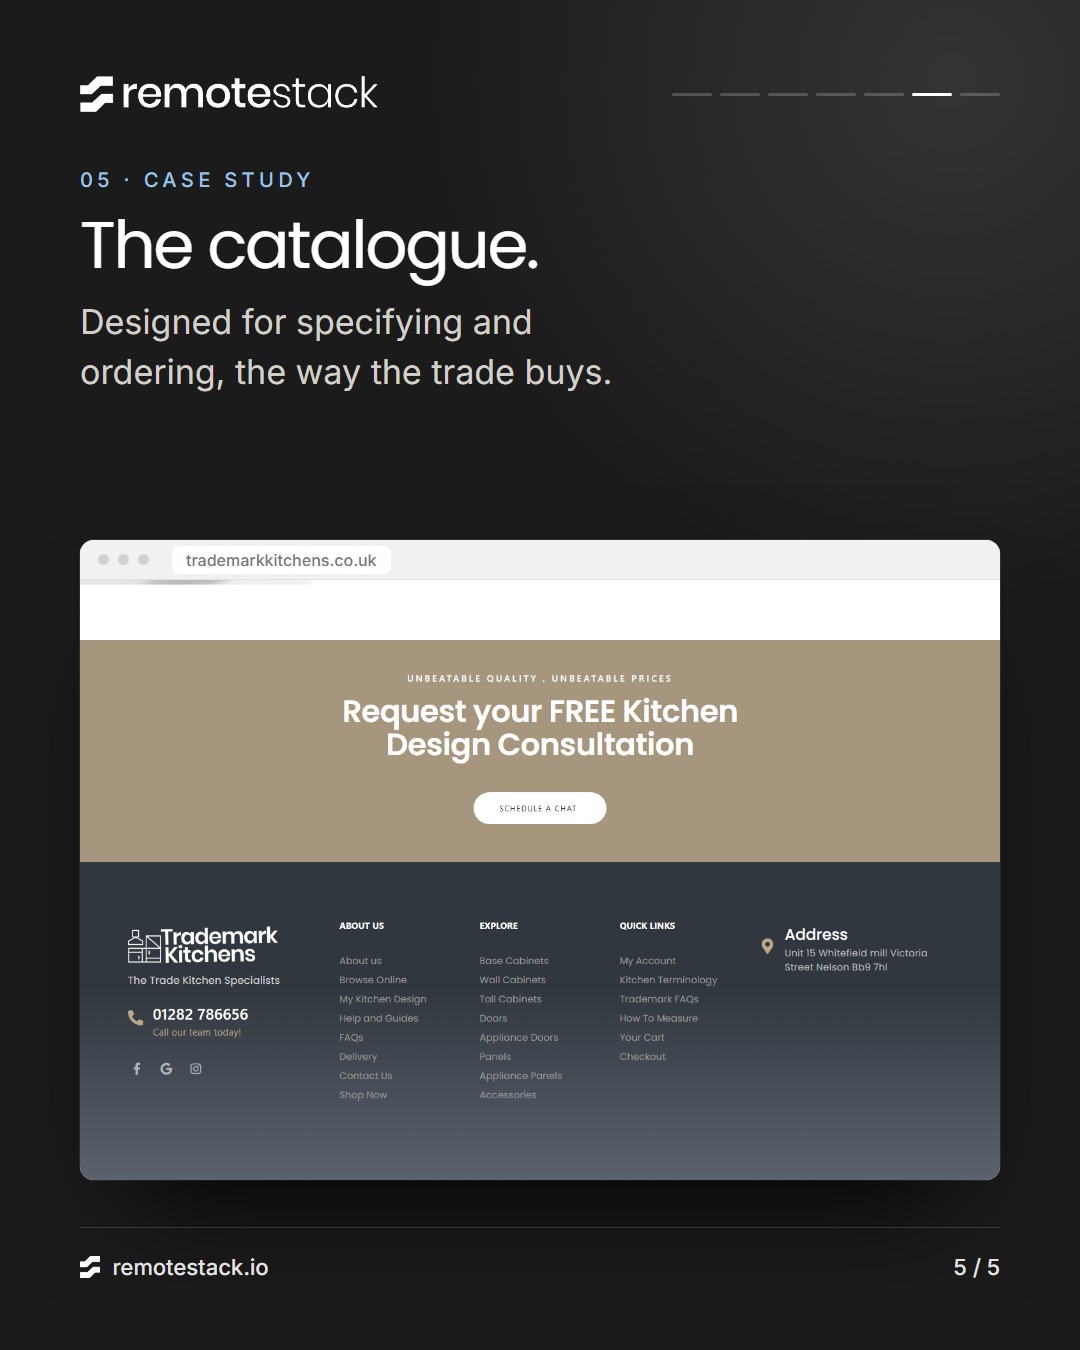 remotestack
05 · CASE STUDY
The catalogue.
Designed for specifying and
ordering, the way the trade buys.
trademarkkitchens.co.uk
UNBEATABLE QUALITY , UNBEATABLE PRICES
Request your FREE Kitchen
Design Consultation
SCHEDULE A CHAT
Trademark
Kitchens
The Trade Kitchen Specialists
01282 786656
Call our team today!
ABOUT US
About us
Browse Online
My Kitchen Design
Help and Guides
FAQs
Delivery
Contact Us
Shop Now
EXPLORE
Base Cabinets
Wall Cabinets
Tall Cabinets
Doors
Appliance Doors
Panels
Appliance Panels
Accessories
QUICK LINKS
My Account
Kitchen Terminology
Trademark FAQs
How To Measure
Your Cart
Checkout
Address
Unit 15 Whitefield mill Victoria
Street Nelson Bb9 7hl
remotestack.io
5 / 5